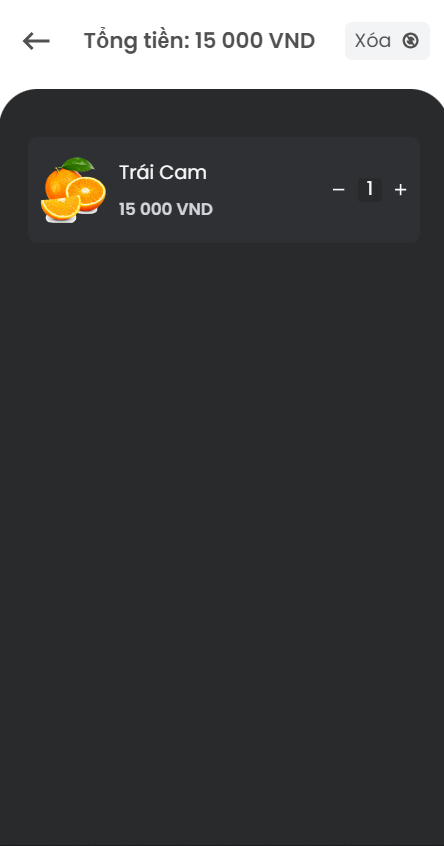 Tổng tiền: 15 000 VND
Xóa
Trái Cam
15 000 VND
− 1 +